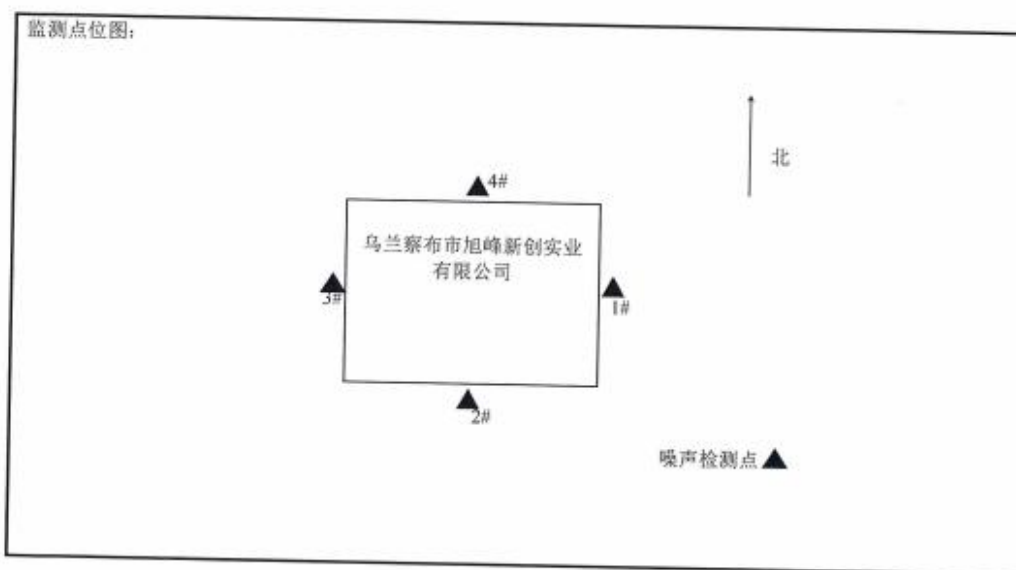 监测点位图：
北
▲4#
乌兰察布市旭峰新创实业
有限公司
3#
1#
2#
噪声检测点▲